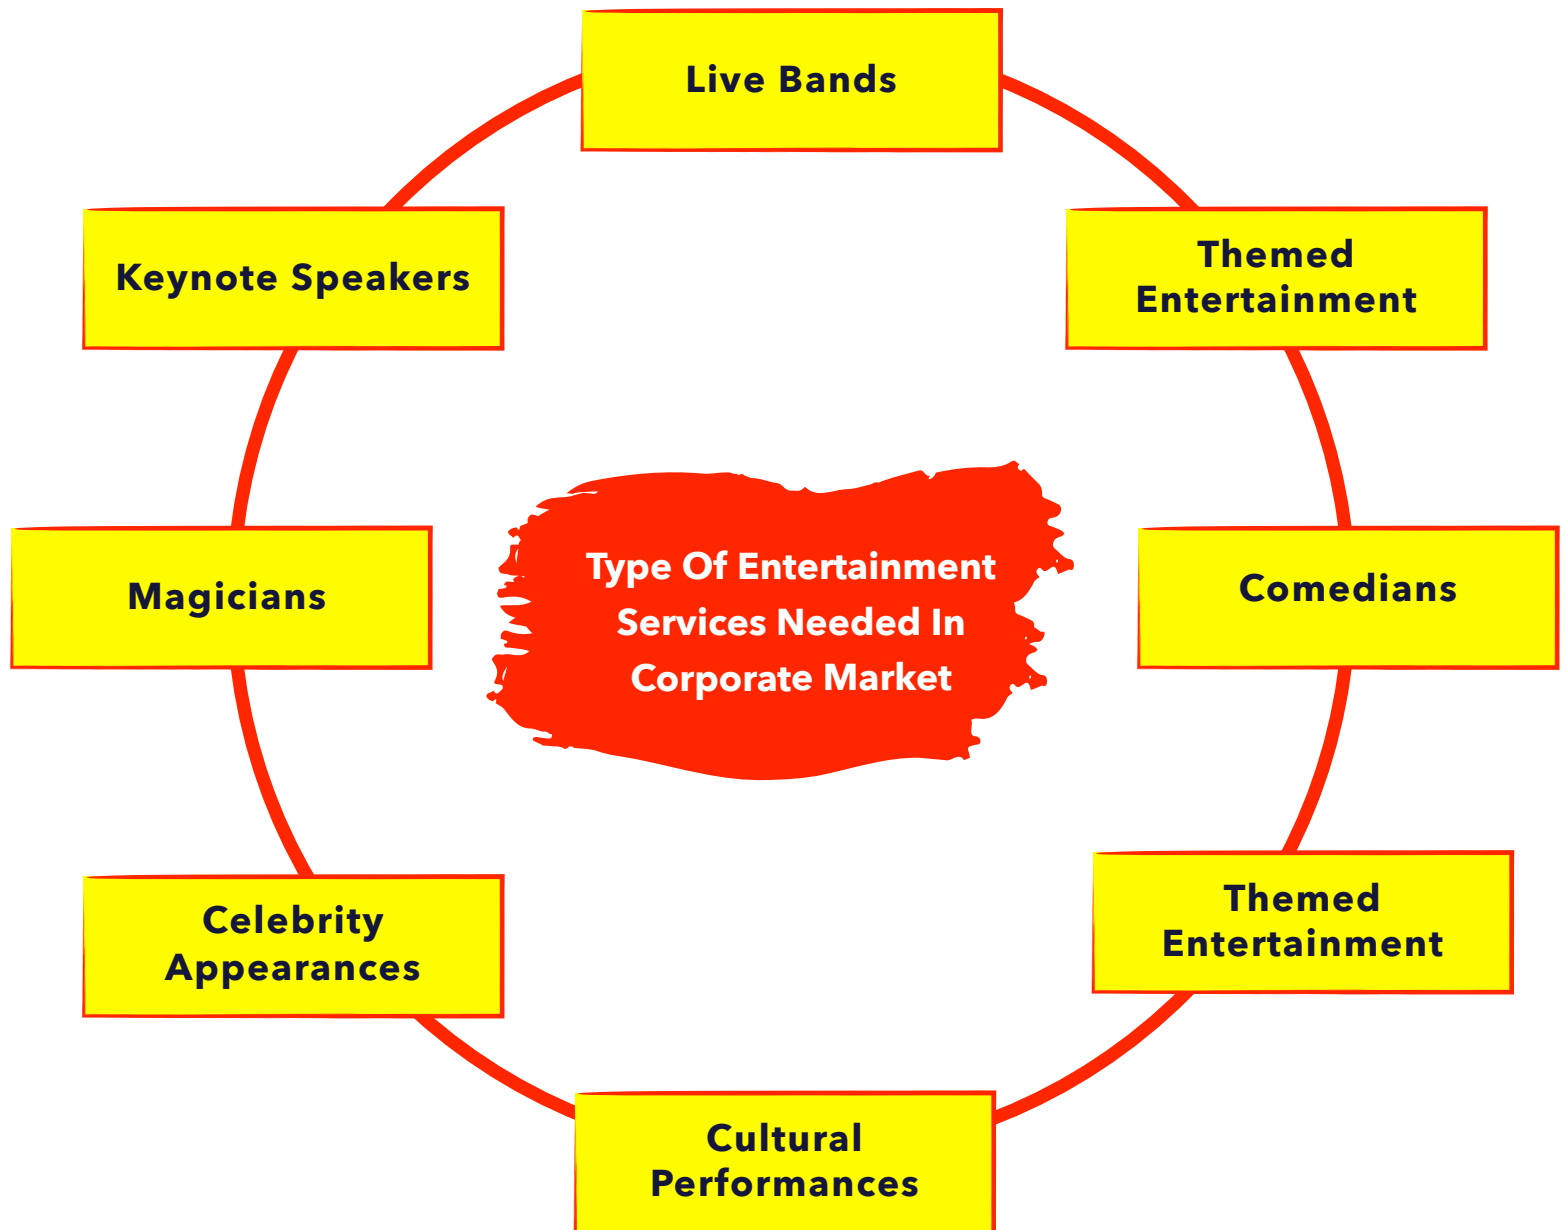 Live Bands
Keynote Speakers
Themed
Entertainment
Type Of Entertainment
Services Needed In
Corporate Market
Magicians
Comedians
Celebrity
Appearances
Themed
Entertainment
Cultural
Performances